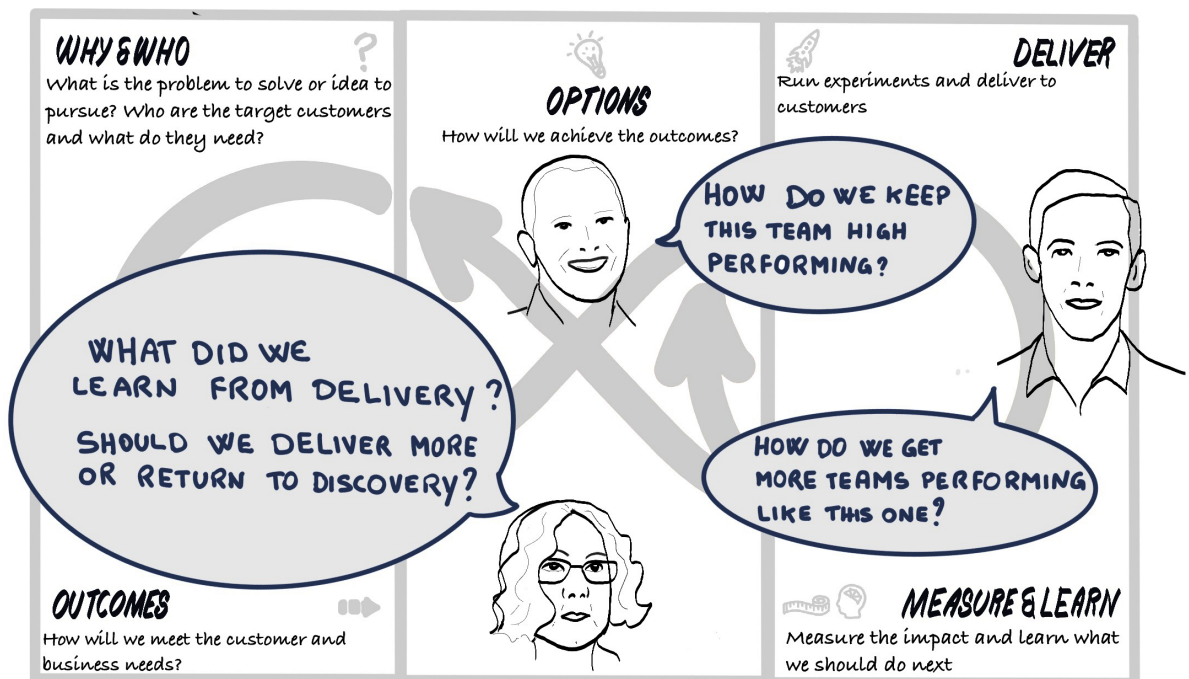 WHY & WHO
What is the problem to solve or idea to
pursue? Who are the target customers
and what do they need?
OPTIONS
How will we achieve the outcomes?
DELIVER
Run experiments and deliver to
customers
HOW DO WE KEEP
THIS TEAM HIGH
PERFORMING?
WHAT DID WE
LEARN FROM DELIVERY?
SHOULD WE DELIVER MORE
OR RETURN TO DISCOVERY?
HOW DO WE GET
MORE TEAMS PERFORMING
LIKE THIS ONE?
OUTCOMES
How will we meet the customer and
business needs?
MEASURE & LEARN
Measure the impact and learn what
we should do next